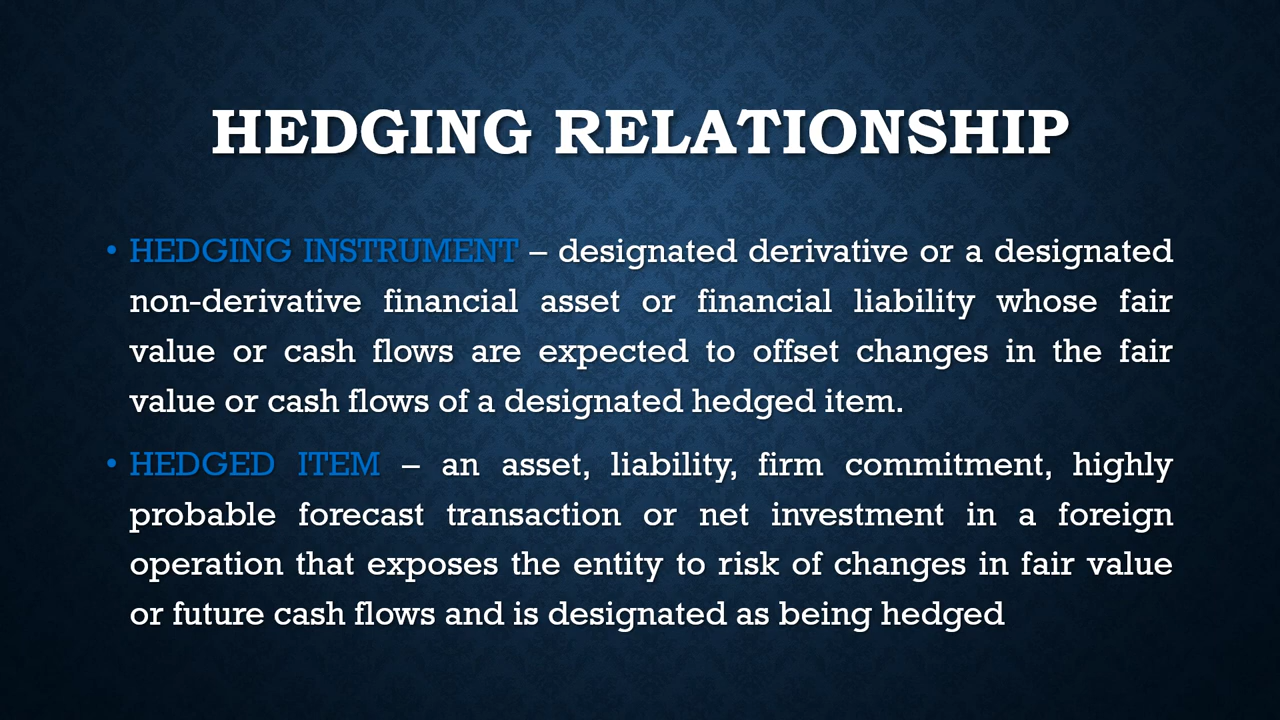 HEDGING RELATIONSHIP
• HEDGING INSTRUMENT – designated derivative or a designated
non-derivative financial asset or financial liability whose fair
value or cash flows are expected to offset changes in the fair
value or cash flows of a designated hedged item.
• HEDGED ITEM – an asset, liability, firm commitment, highly
probable forecast transaction or net investment in a foreign
operation that exposes the entity to risk of changes in fair value
or future cash flows and is designated as being hedged